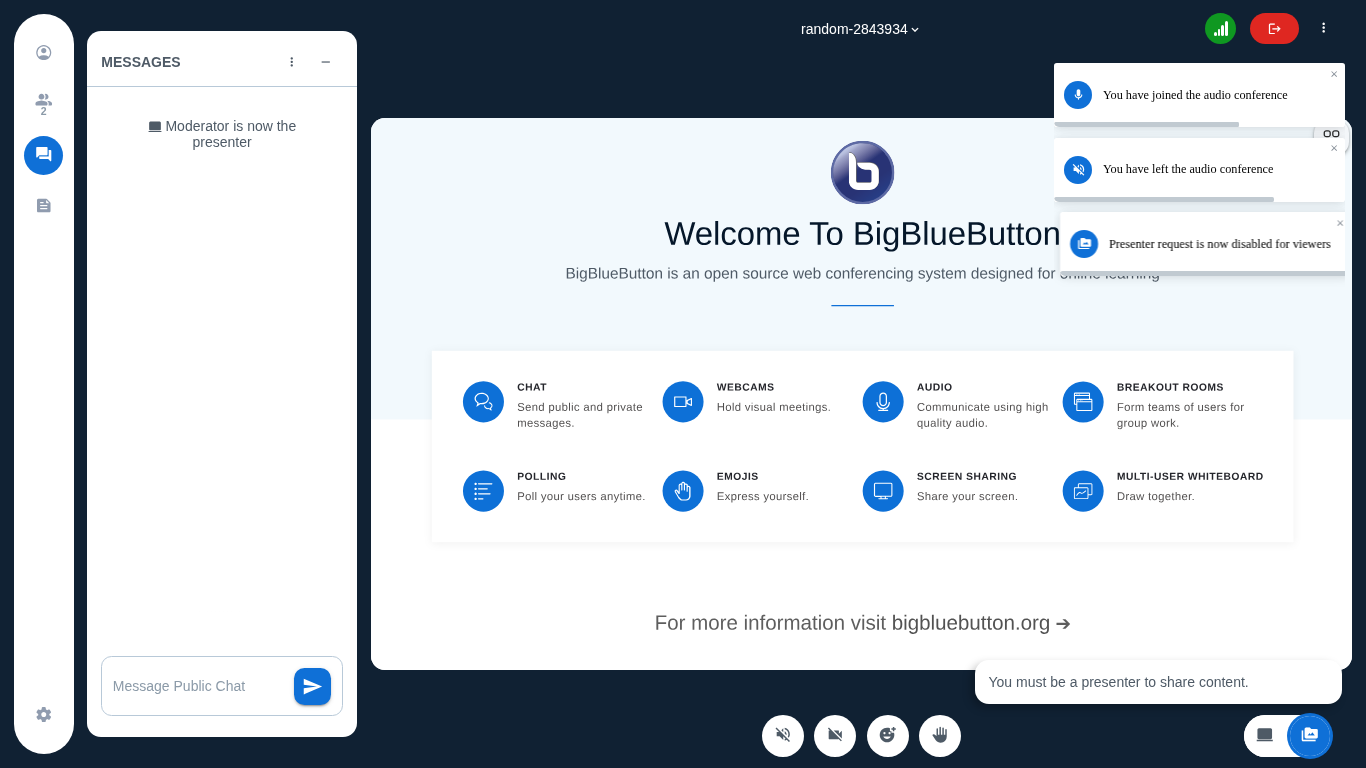 random-2843934
MESSAGES
2
Moderator is now the
presenter
You have joined the audio conference
You have left the audio conference
Presenter request is now disabled for viewers
Welcome To BigBlueButton
BigBlueButton is an open source web conferencing system designed for online learning
CHAT
Send public and private
messages.
WEBCAMS
Hold visual meetings.
AUDIO
Communicate using high
quality audio.
BREAKOUT ROOMS
Form teams of users for
group work.
POLLING
Poll your users anytime.
EMOJIS
Express yourself.
SCREEN SHARING
Share your screen.
MULTI-USER WHITEBOARD
Draw together.
For more information visit bigbluebutton.org ➔
Message Public Chat
You must be a presenter to share content.